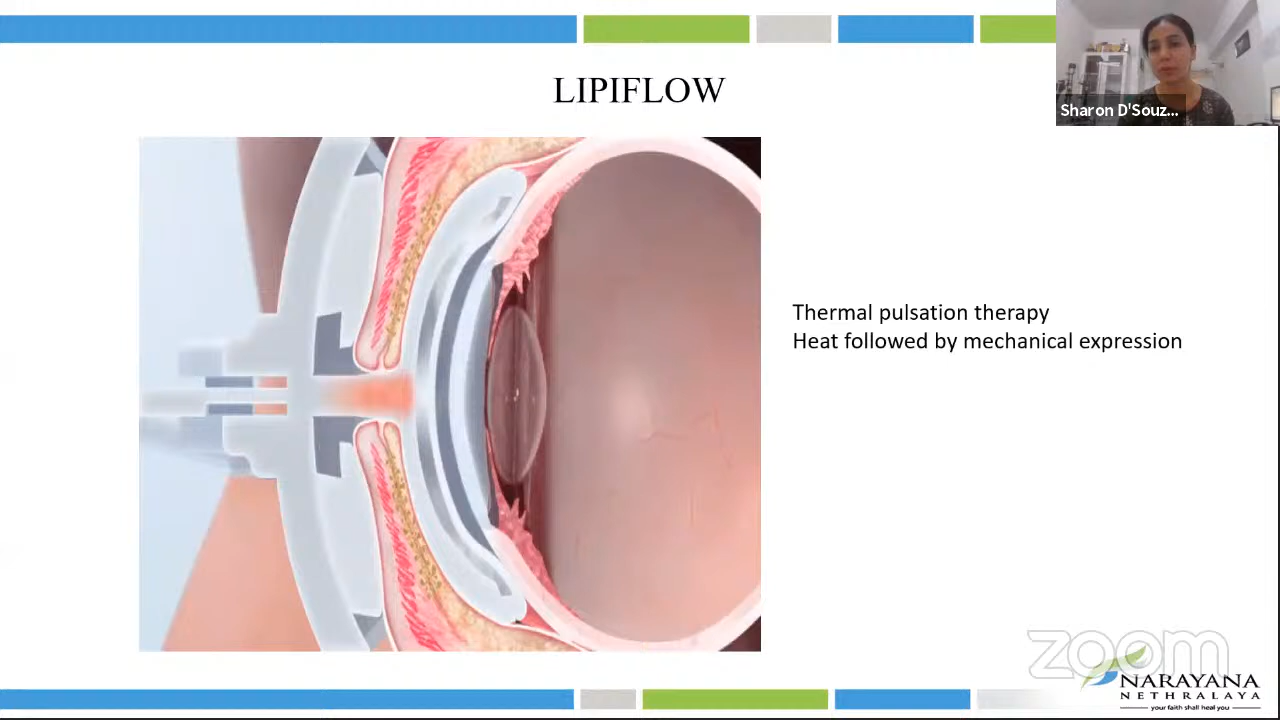 LIPIFLOW
Sharon D'Souz...
Thermal pulsation therapy
Heat followed by mechanical expression
zoom
NARAYANA
NETHRALAYA
your faith shall heal you